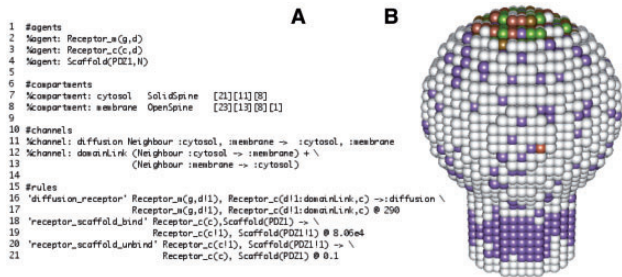 A
B
1 #agents
2 %agent: Receptor_m(g,d)
3 %agent: Receptor_c(c,d)
4 %agent: Scaffold(PDZ1,N)
5
6 #compartments
7 %compartment: cytosol SolidSpine [21][11][8]
8 %compartment: membrane OpenSpine [23][13][8][1]
9
10 #channels
11 %channel: diffusion Neighbour :cytosol, :membrane -> :cytosol, :membrane
12 %channel: domainLink (Neighbour :cytosol -> :membrane) + \
13 (Neighbour :membrane -> :cytosol)
14
15 #rules
16 'diffusion_receptor' Receptor_m(g,d!1), Receptor_c(d!1:domainLink,c) ->:diffusion \
17 Receptor_m(g,d!1), Receptor_c(d!1:domainLink,c) @ 290
18 'receptor_scaffold_bind' Receptor_c(c),Scaffold(PDZ1) -> \
19 Receptor_c(c!1), Scaffold(PDZ1!1) @ 8.06e4
20 'receptor_scaffold_unbind' Receptor_c(c!1), Scaffold(PDZ1!1) -> \
21 Receptor_c(c), Scaffold(PDZ1) @ 0.1